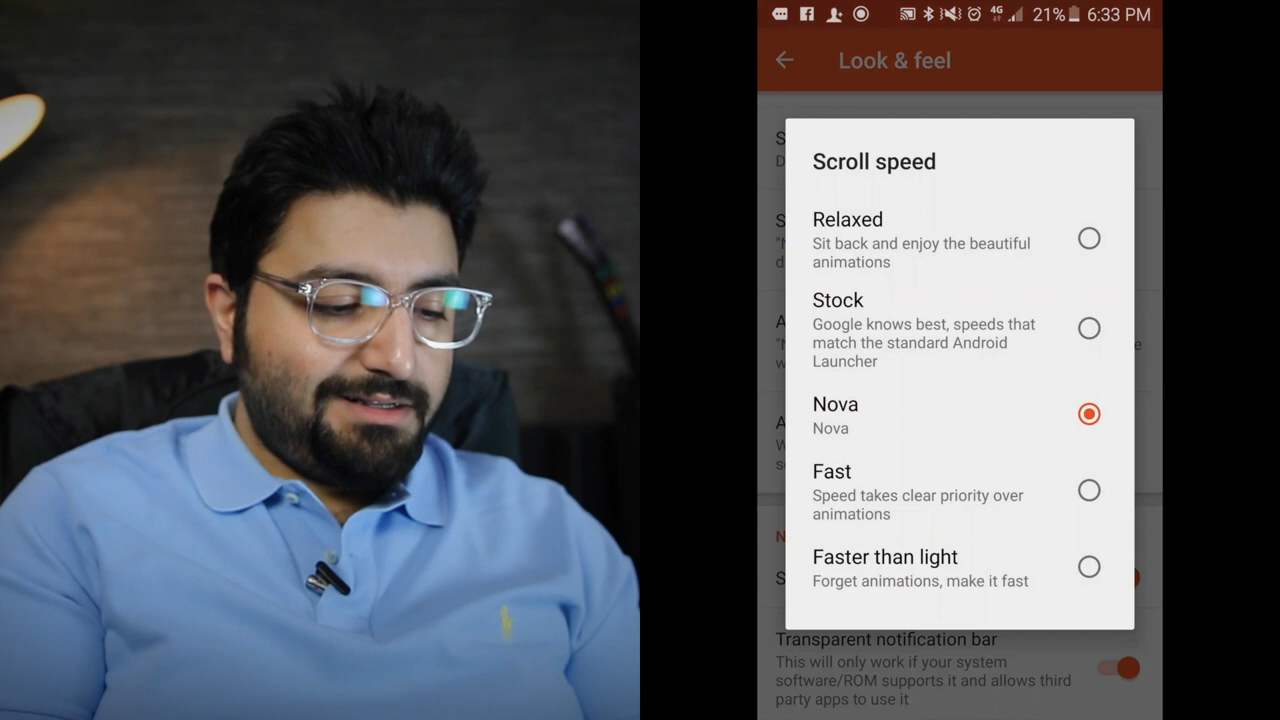 4G 21% 6:33 PM
Look & feel
Scroll speed
Relaxed
Sit back and enjoy the beautiful
animations
Stock
Google knows best, speeds that
match the standard Android
Launcher
Nova
Nova
Fast
Speed takes clear priority over
animations
Faster than light
Forget animations, make it fast
Transparent notification bar
This will only work if your system
software/ROM supports it and allows third
party apps to use it